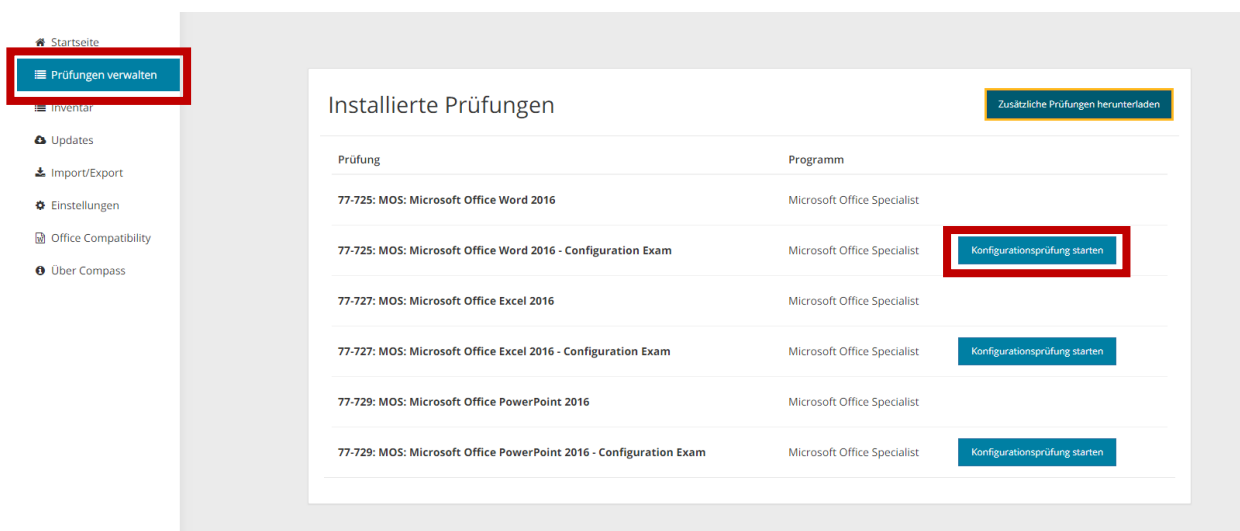 Startseite
Prüfungen verwalten
Inventar
Updates
Import/Export
Einstellungen
Office Compatibility
Über Compass
Installierte Prüfungen
Zusätzliche Prüfungen herunterladen
Prüfung Programm
77-725: MOS: Microsoft Office Word 2016 Microsoft Office Specialist
77-725: MOS: Microsoft Office Word 2016 - Configuration Exam Microsoft Office Specialist Konfigurationsprüfung starten
77-727: MOS: Microsoft Office Excel 2016 Microsoft Office Specialist
77-727: MOS: Microsoft Office Excel 2016 - Configuration Exam Microsoft Office Specialist Konfigurationsprüfung starten
77-729: MOS: Microsoft Office PowerPoint 2016 Microsoft Office Specialist
77-729: MOS: Microsoft Office PowerPoint 2016 - Configuration Exam Microsoft Office Specialist Konfigurationsprüfung starten